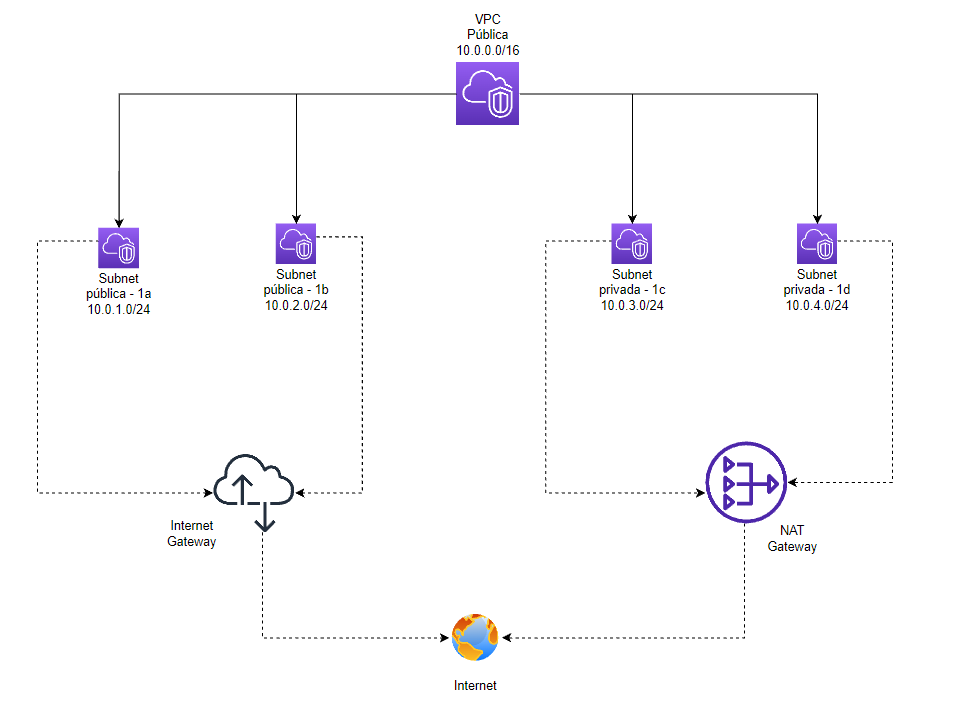 VPC
Pública
10.0.0.0/16
Subnet
pública - 1a
10.0.1.0/24
Subnet
pública - 1b
10.0.2.0/24
Subnet
privada - 1c
10.0.3.0/24
Subnet
privada - 1d
10.0.4.0/24
Internet
Gateway
NAT
Gateway
Internet